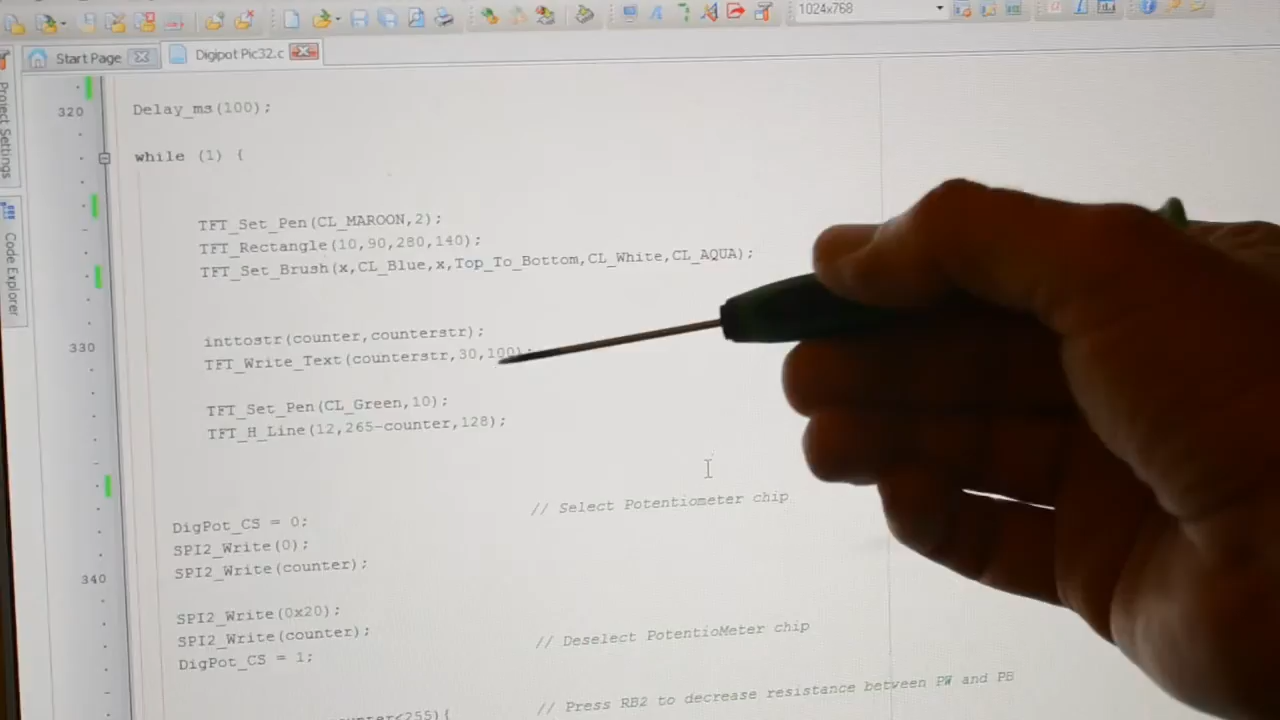 1024x768
Start Page
Digipot Pic32.c
Project Settings
Code Explorer
320
Delay_ms(100);
while (1) {
TFT_Set_Pen(CL_MAROON,2);
TFT_Rectangle(10,90,280,140);
TFT_Set_Brush(x,CL_Blue,x,Top_To_Bottom,CL_White,CL_AQUA);
inttostr(counter,counterstr);
330
TFT_Write_Text(counterstr,30,100);
TFT_Set_Pen(CL_Green,10);
TFT_H_Line(12,265-counter,128);
// Select Potentiometer chip
DigPot_CS = 0;
SPI2_Write(0);
340
SPI2_Write(counter);
SPI2_Write(0x20);
SPI2_Write(counter); // Deselect PotentioMeter chip
DigPot_CS = 1;
counter<255){ // Press RB2 to decrease resistance between PW and PB